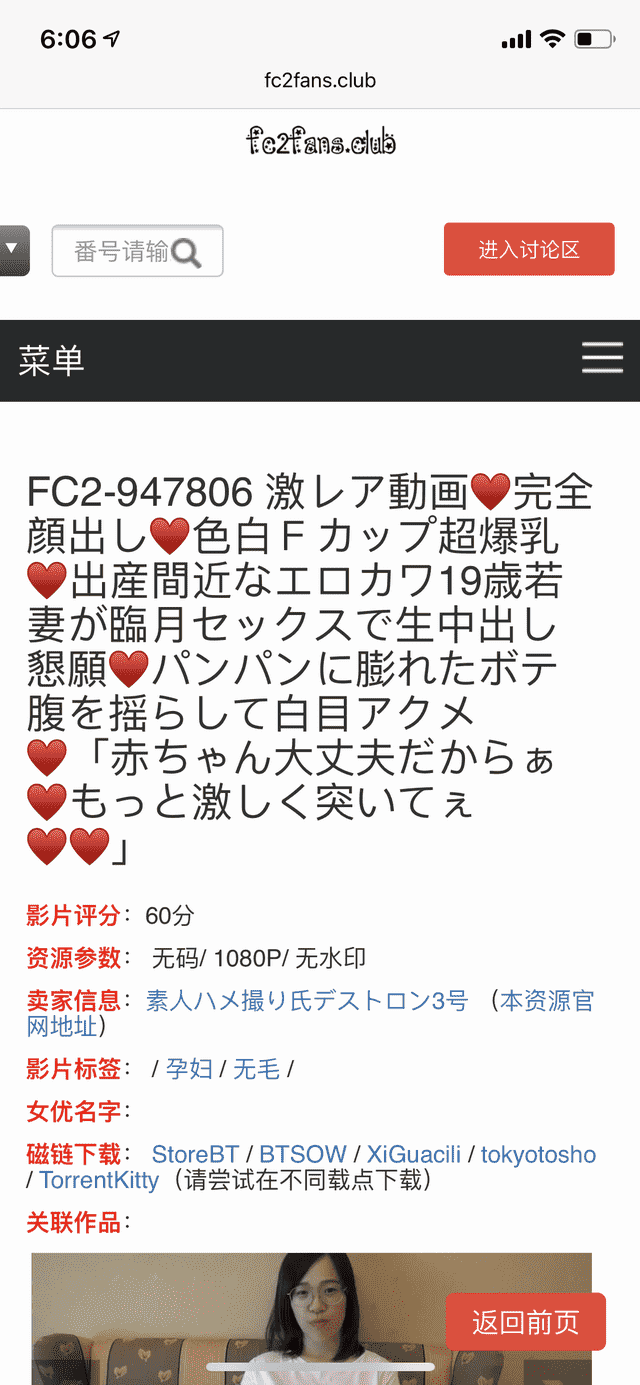 6:06
fc2fans.club
fc2fans.club
番号请输
进入讨论区
菜单
FC2-947806 激レア動画♥完全
顔出し♥色白Ｆカップ超爆乳
♥出産間近なエロカワ19歳若
妻が臨月セックスで生中出し
懇願♥パンパンに膨れたボテ
腹を揺らして白目アクメ
♥「赤ちゃん大丈夫だからぁ
♥もっと激しく突いてぇ
♥♥」
影片评分：60分
资源参数： 无码/ 1080P/ 无水印
卖家信息：素人ハメ撮り氏デストロン3号 （本资源官
网地址）
影片标签： / 孕妇 / 无毛 /
女优名字：
磁链下载： StoreBT / BTSOW / XiGuacili / tokyotosho
/ TorrentKitty（请尝试在不同载点下载）
关联作品：
返回前页